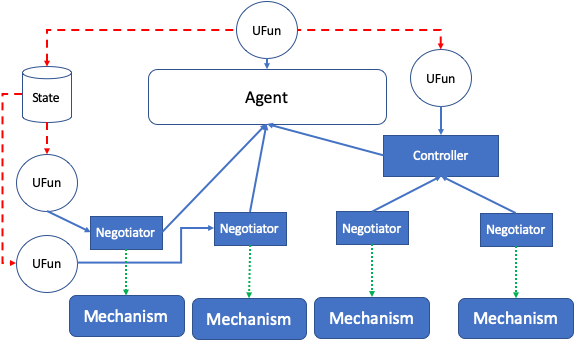 UFun
UFun
State
Agent
Controller
UFun
Negotiator
Negotiator
Negotiator
Negotiator
UFun
Mechanism
Mechanism
Mechanism
Mechanism